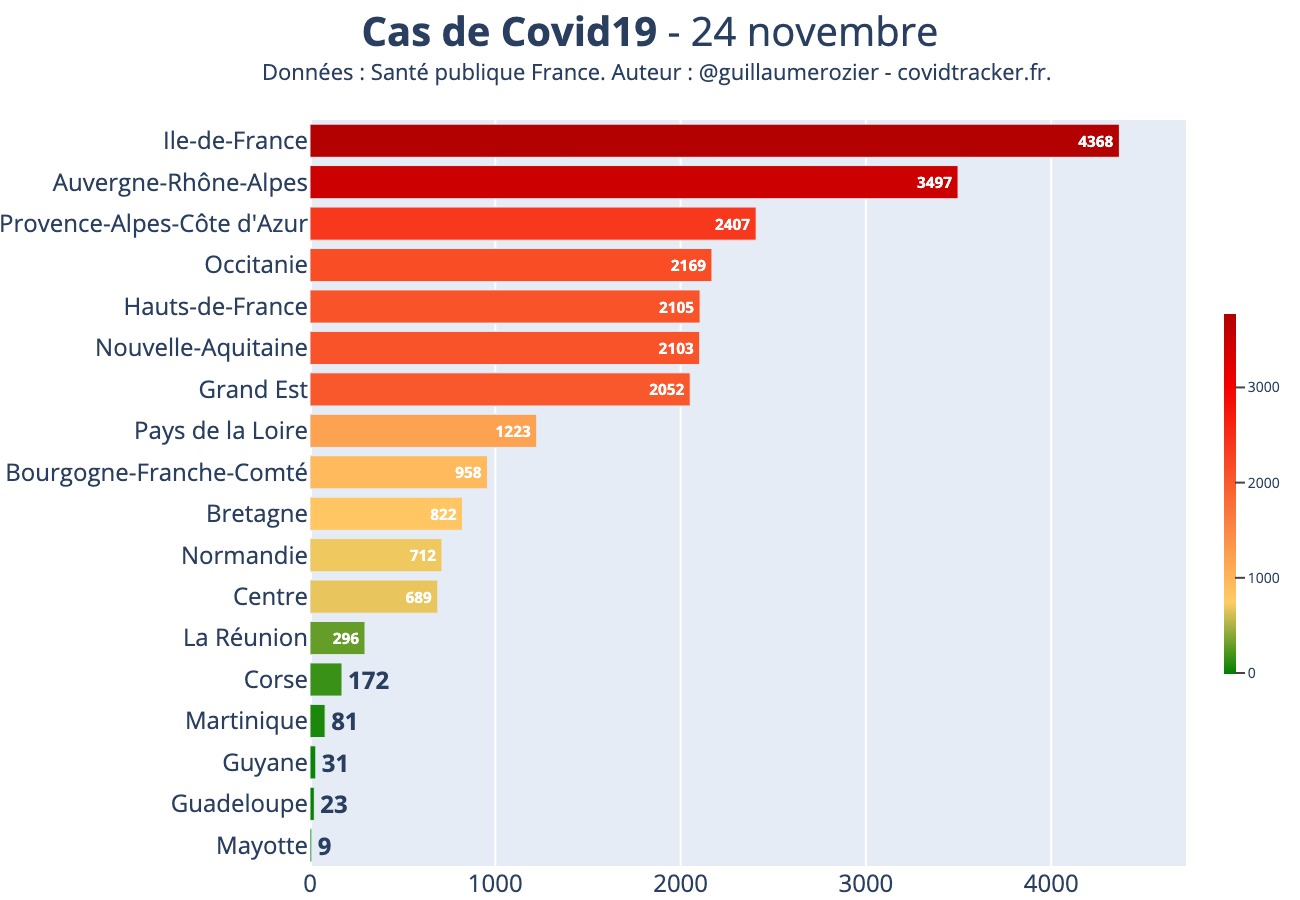 Cas de Covid19 - 24 novembre
Données : Santé publique France. Auteur : @guillaumerozier - covidtracker.fr.
Ile-de-France 4368
Auvergne-Rhône-Alpes 3497
Provence-Alpes-Côte d'Azur 2407
Occitanie 2169
Hauts-de-France 2105
Nouvelle-Aquitaine 2103
Grand Est 2052
Pays de la Loire 1223
Bourgogne-Franche-Comté 958
Bretagne 822
Normandie 712
Centre 689
La Réunion 296
Corse 172
Martinique 81
Guyane 31
Guadeloupe 23
Mayotte 9
0 1000 2000 3000 4000
3000
2000
1000
0